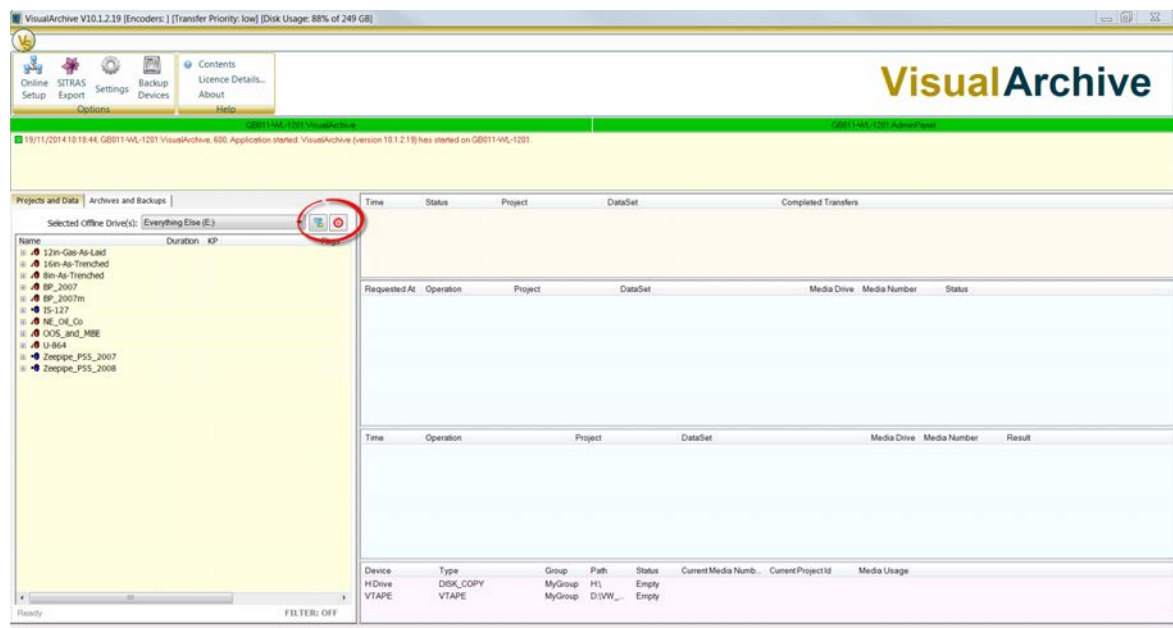 VisualArchive V10.1.2.19 [Encoders: ] [Transfer Priority: low] [Disk Usage: 88% of 249 GB]
VS
Online Setup
SITRAS Export
Settings
Backup Devices
Options
Contents
Licence Details...
About
Help
VisualArchive
GB011-WL-1201:VisualArchive
GB011-WL-1201:AdminPanel
19/11/2014 10:18:44, GB011-WL-1201:VisualArchive, 600, Application started: VisualArchive (version 10.1.2.19) has started on GB011-WL-1201.
Projects and Data Archives and Backups
Selected Offline Drive(s): Everything Else (E:)
Name Duration KP Flags
12in-Gas-As-Laid
16in-As-Trenched
8in-As-Trenched
BP_2007
BP_2007m
IS-127
NE_Oil_Co
OOS_and_MBE
U-864
Zeepipe_P55_2007
Zeepipe_P55_2008
Ready FILTER: OFF
Time Status Project DataSet Completed Transfers
Requested At Operation Project DataSet Media Drive Media Number Status
Time Operation Project DataSet Media Drive Media Number Result
Device Type Group Path Status Current Media Numb... Current Project Id Media Usage
H Drive DISK_COPY MyGroup H:\ Empty
VTAPE VTAPE MyGroup D:\VW_... Empty